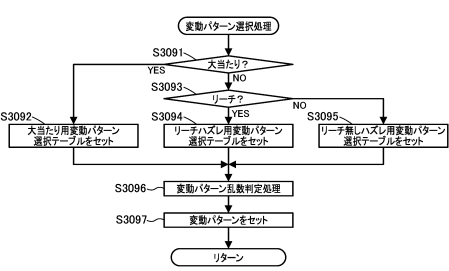 変動パターン選択処理
S3091
大当たり？
YES
NO
S3093
リーチ？
YES
NO
S3092
大当たり用変動パターン
選択テーブルをセット
S3094
リーチハズレ用変動パターン
選択テーブルをセット
S3095
リーチ無しハズレ用変動パターン
選択テーブルをセット
S3096
変動パターン乱数判定処理
S3097
変動パターンをセット
リターン